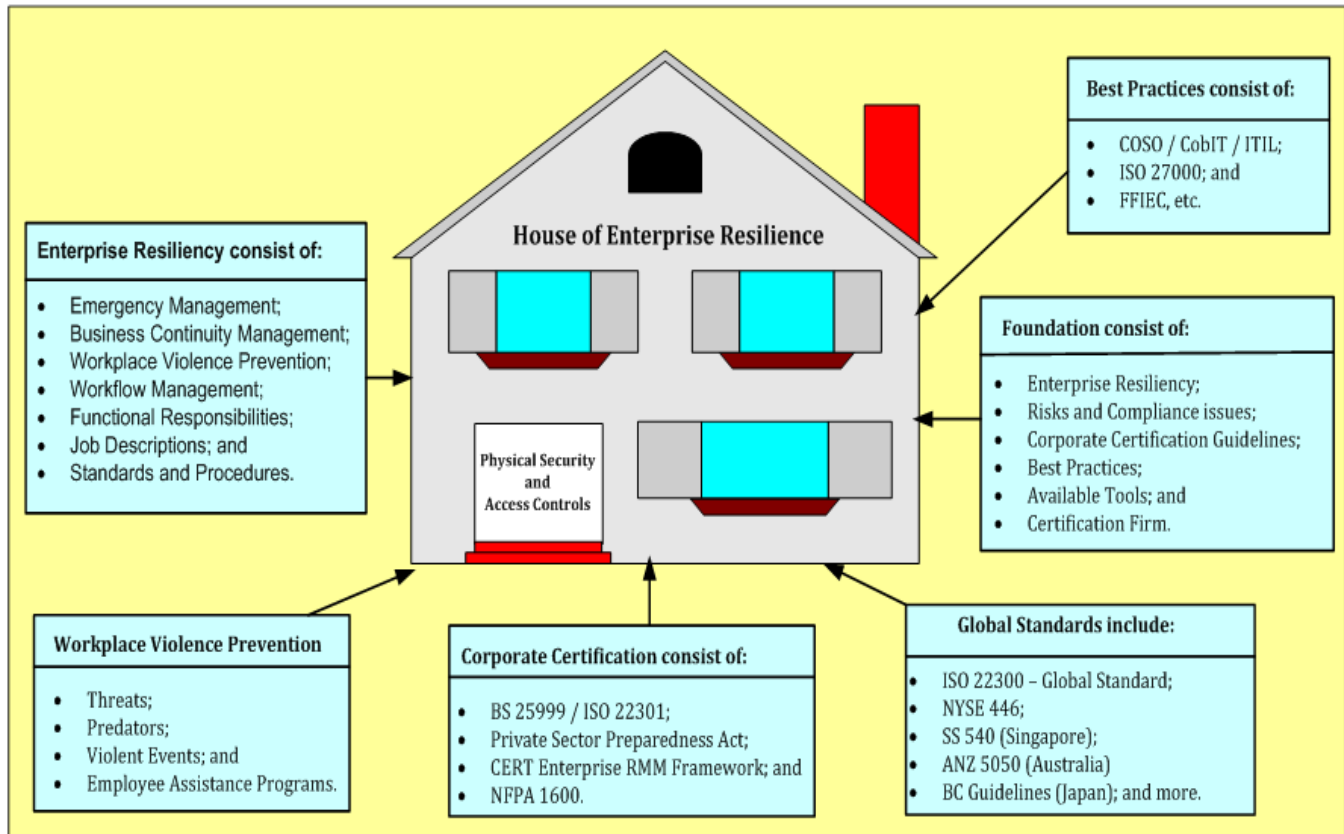 House of Enterprise Resilience
Physical Security
and
Access Controls
Best Practices consist of:
• COSO / CobIT / ITIL;
• ISO 27000; and
• FFIEC, etc.
Enterprise Resiliency consist of:
• Emergency Management;
• Business Continuity Management;
• Workplace Violence Prevention;
• Workflow Management;
• Functional Responsibilities;
• Job Descriptions; and
• Standards and Procedures.
Foundation consist of:
• Enterprise Resiliency;
• Risks and Compliance issues;
• Corporate Certification Guidelines;
• Best Practices;
• Available Tools; and
• Certification Firm.
Workplace Violence Prevention
• Threats;
• Predators;
• Violent Events; and
• Employee Assistance Programs.
Corporate Certification consist of:
• BS 25999 / ISO 22301;
• Private Sector Preparedness Act;
• CERT Enterprise RMM Framework; and
• NFPA 1600.
Global Standards include:
• ISO 22300 – Global Standard;
• NYSE 446;
• SS 540 (Singapore);
• ANZ 5050 (Australia)
• BC Guidelines (Japan); and more.